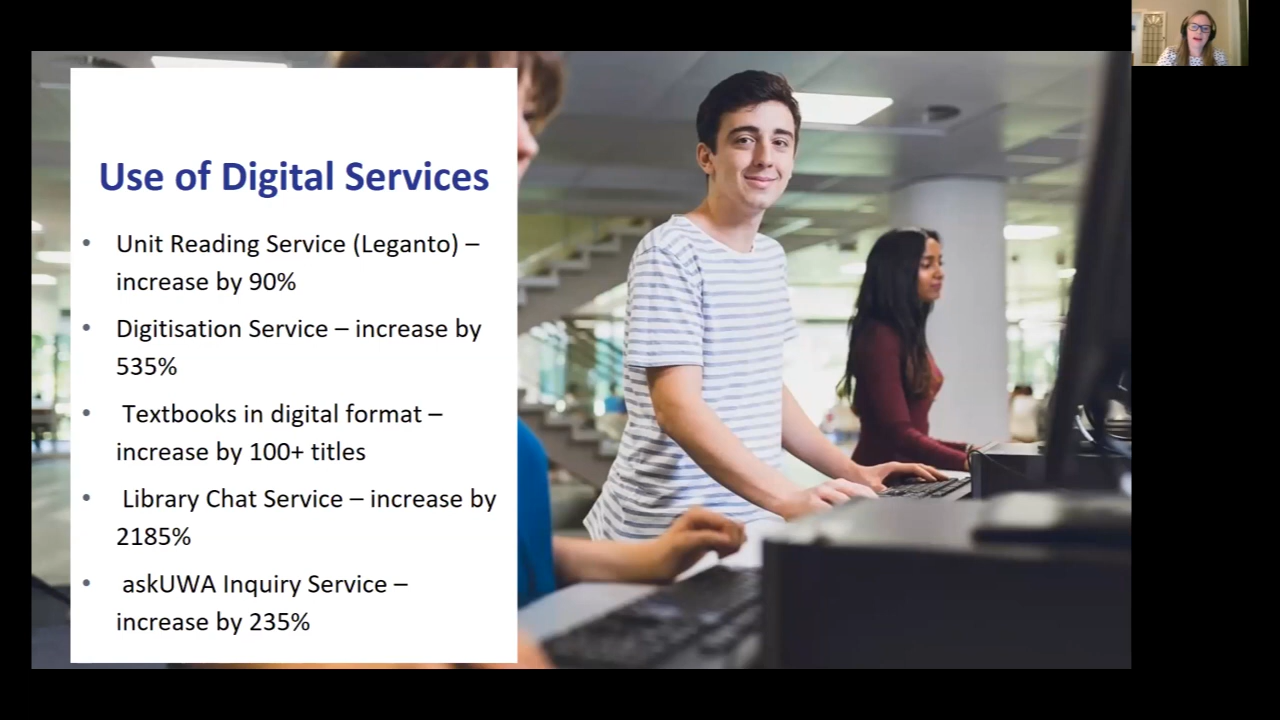 Use of Digital Services
• Unit Reading Service (Leganto) –
increase by 90%
• Digitisation Service – increase by
535%
• Textbooks in digital format –
increase by 100+ titles
• Library Chat Service – increase by
2185%
• askUWA Inquiry Service –
increase by 235%